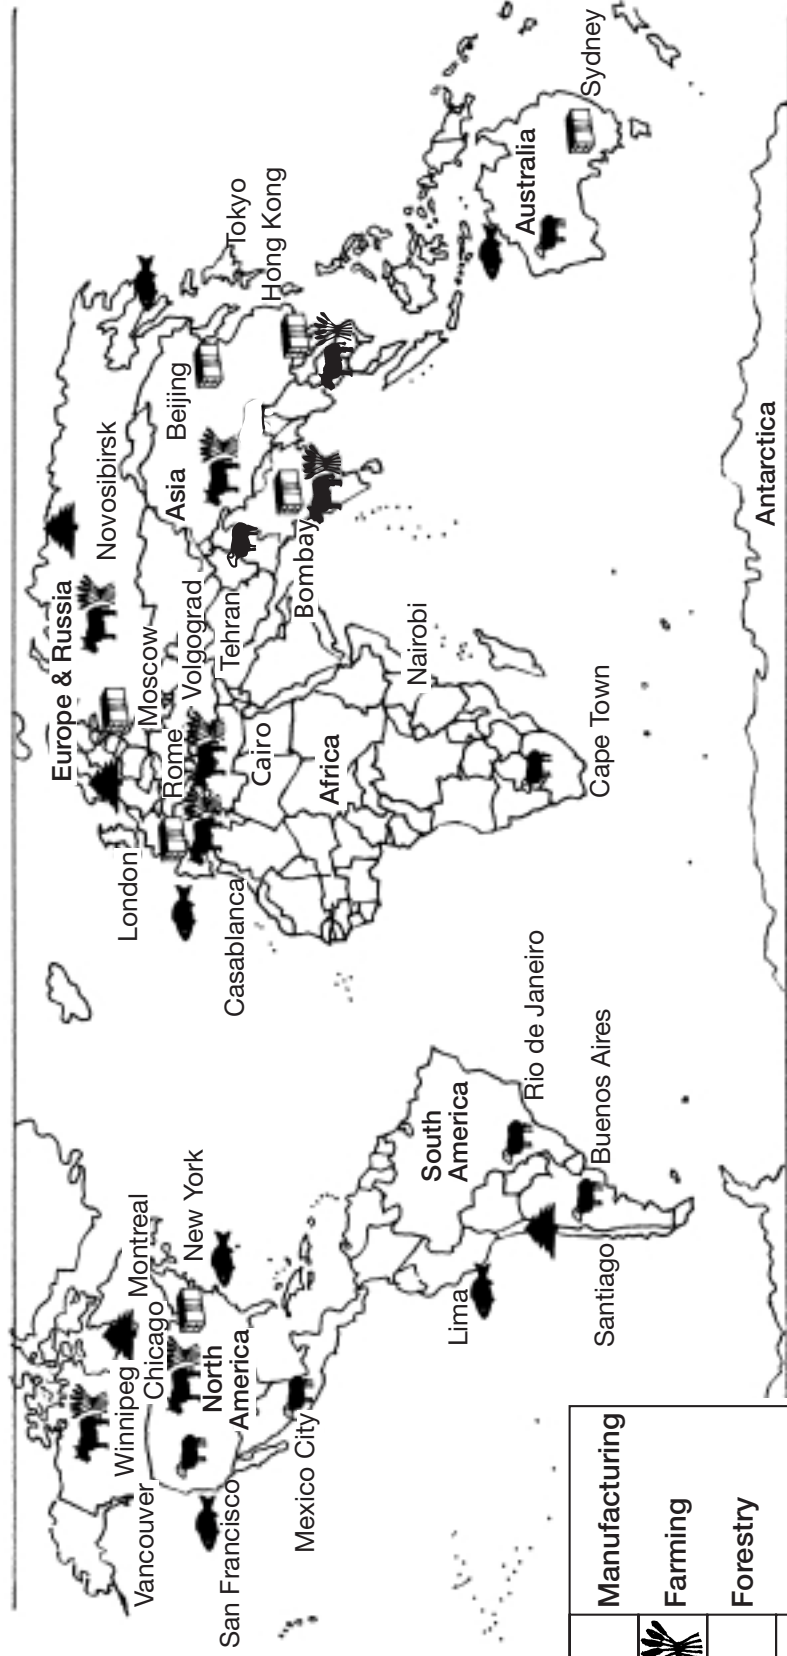 Europe & Russia
London
Moscow
Novosibirsk
Rome
Volgograd
Asia
Beijing
Tokyo
Hong Kong
Tehran
Bombay
Casablanca
Cairo
Africa
Nairobi
Cape Town
Australia
Sydney
Antarctica
Vancouver
Winnipeg
Montreal
Chicago
New York
San Francisco
North
America
Mexico City
South
America
Lima
Rio de Janeiro
Santiago
Buenos Aires
Manufacturing
Farming
Forestry